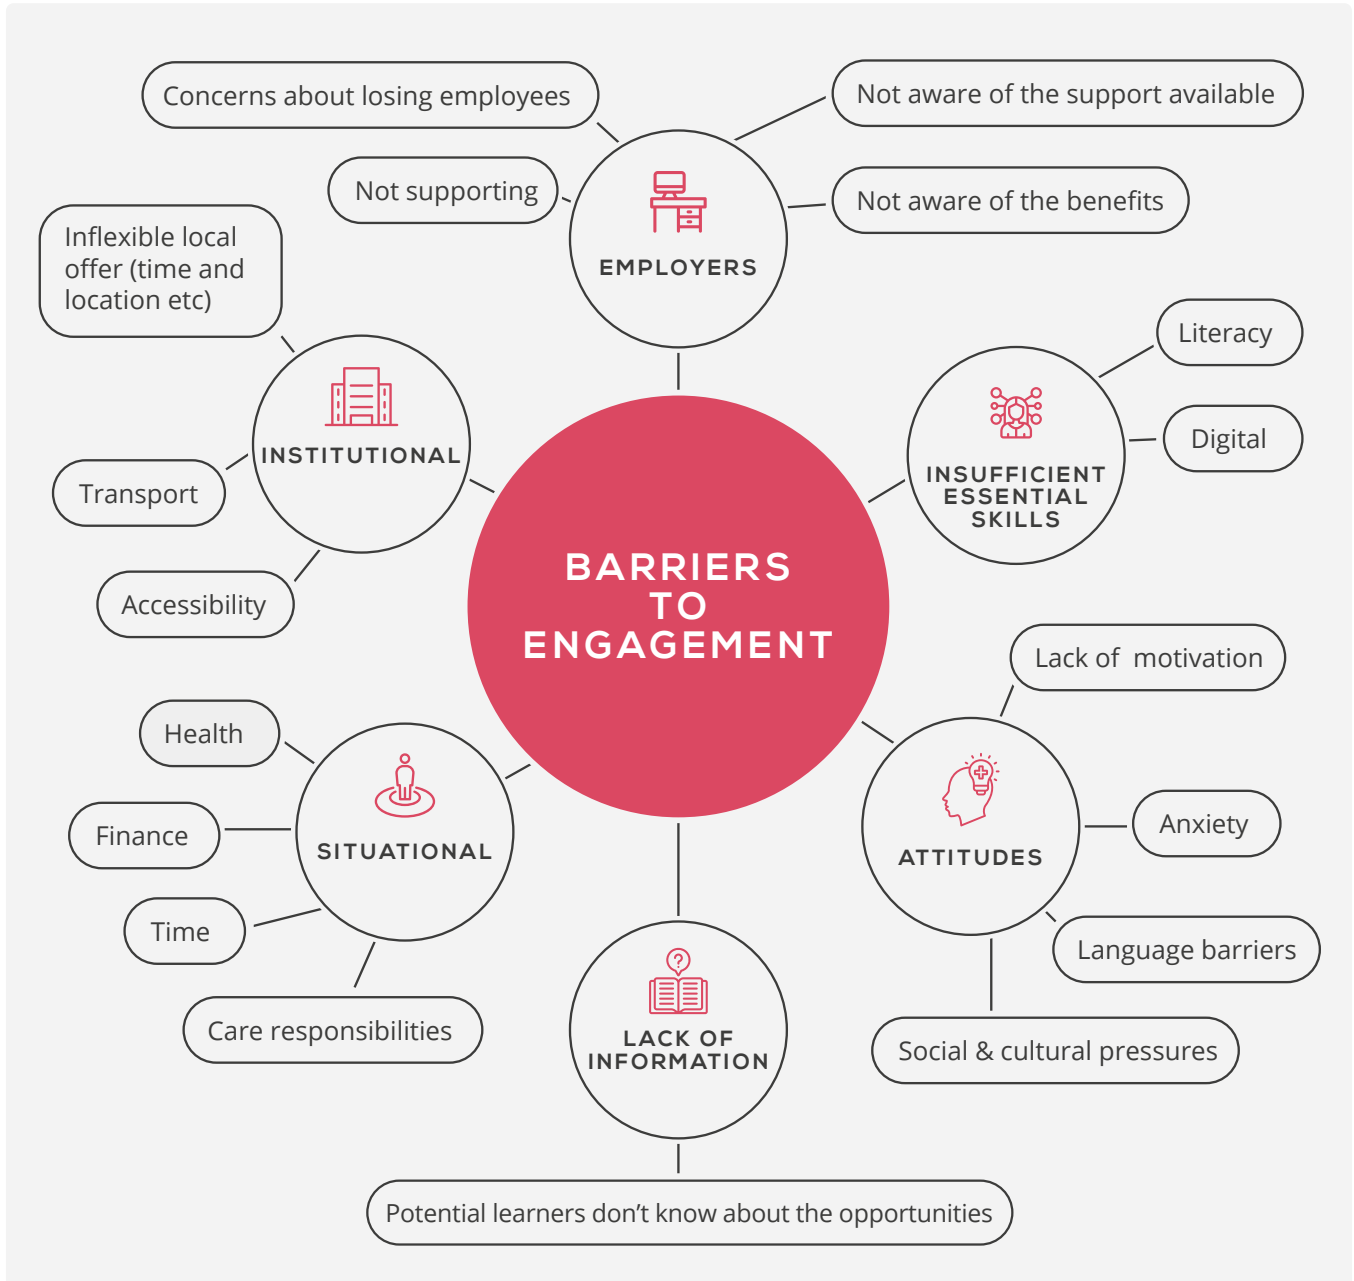 Concerns about losing employees
Not aware of the support available
Not supporting
Not aware of the benefits
EMPLOYERS
Inflexible local
offer (time and
location etc)
INSTITUTIONAL
Transport
Accessibility
Literacy
Digital
INSUFFICIENT
ESSENTIAL
SKILLS
BARRIERS
TO
ENGAGEMENT
Lack of  motivation
ATTITUDES
Anxiety
Language barriers
Social & cultural pressures
Health
Finance
SITUATIONAL
Time
Care responsibilities
?
LACK OF
INFORMATION
Potential learners don’t know about the opportunities